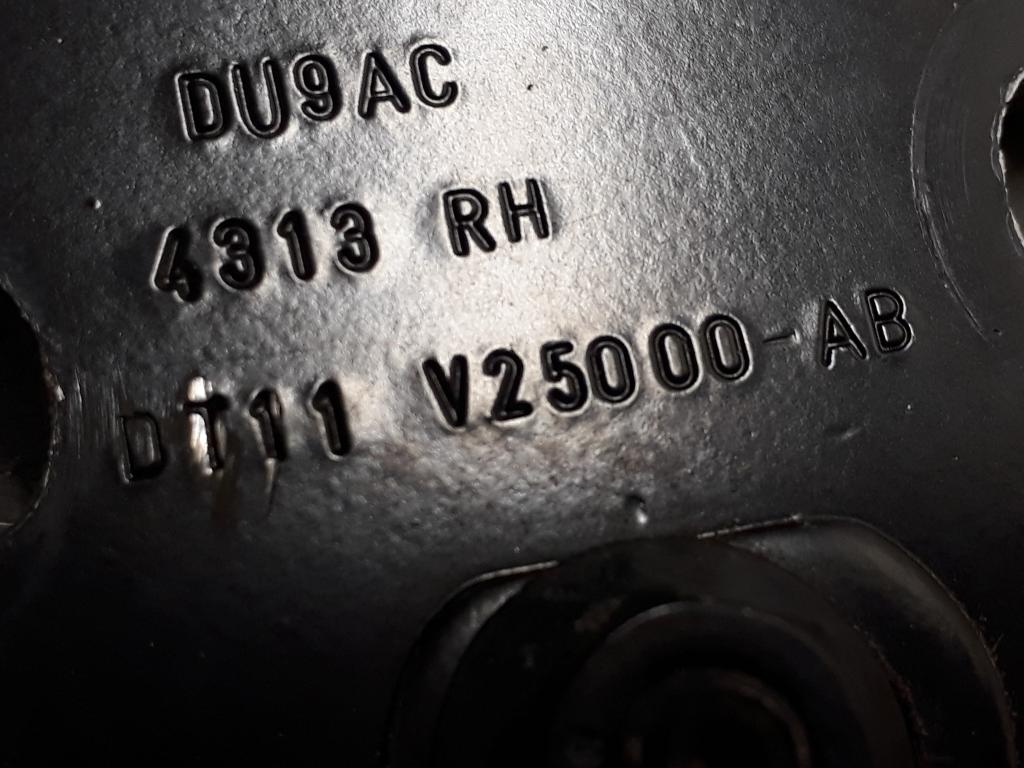 DU9AC
4313 RH
DT11 V25000-AB